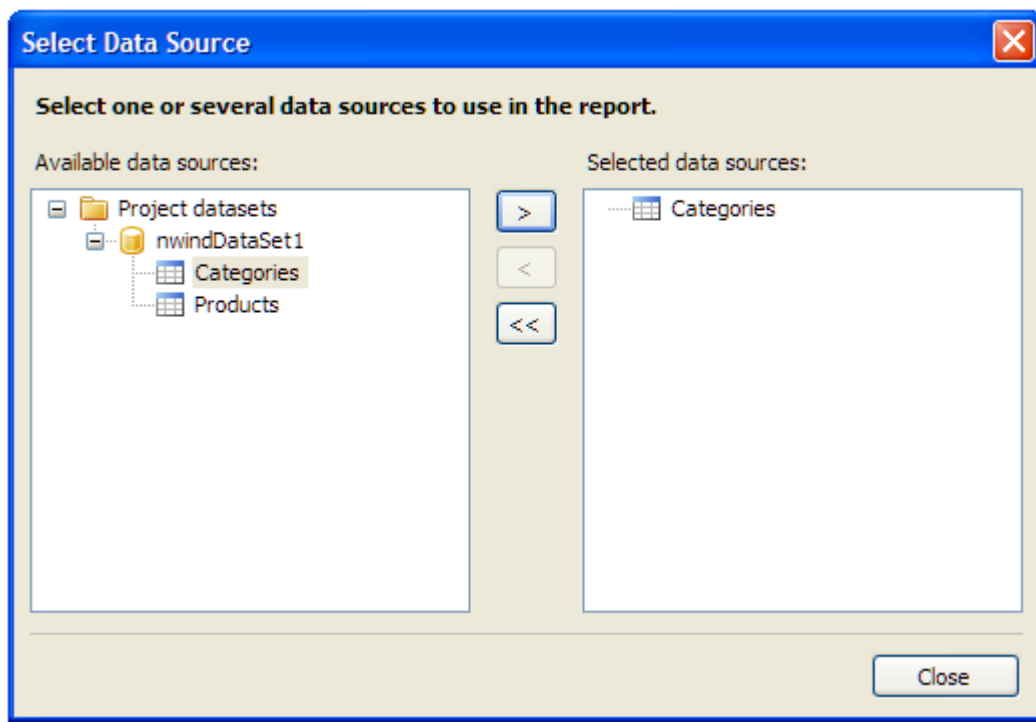 Select Data Source
Select one or several data sources to use in the report.
Available data sources:
Project datasets
nwindDataSet1
Categories
Products
>
<
<<
Selected data sources:
Categories
Close